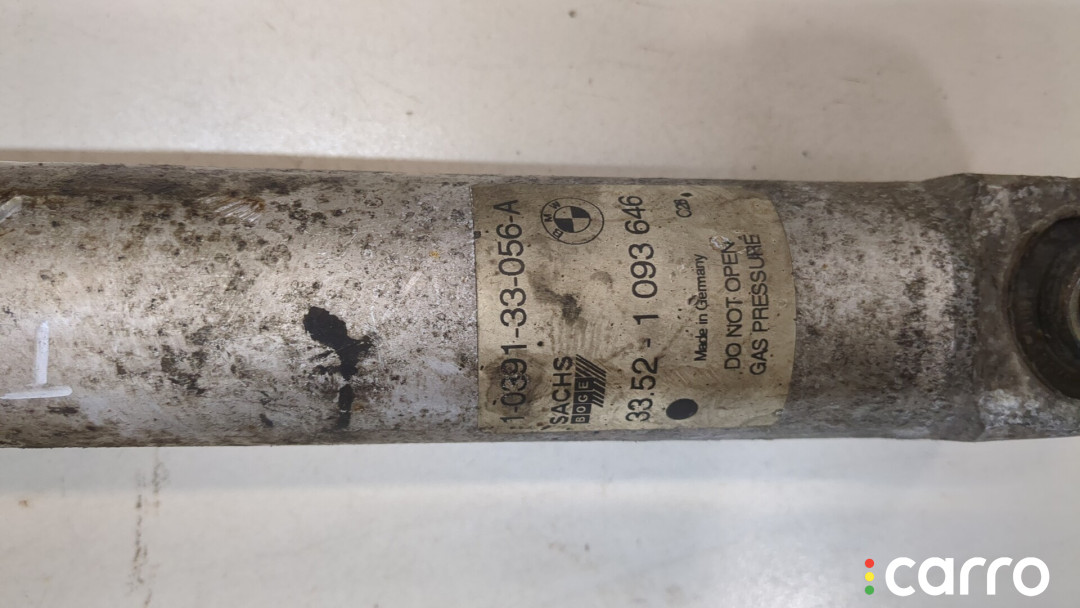 1-0391-33-056-A
BMW
SACHS
BOGE
33.52 - 1 093 646
Made in Germany
DO NOT OPEN
GAS PRESSURE
carro